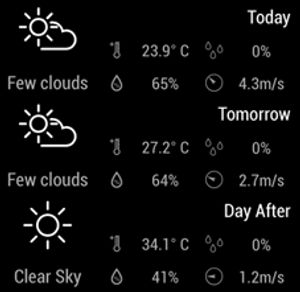 Today
23.9° C 0%
Few clouds 65% 4.3m/s
Tomorrow
27.2° C 0%
Few clouds 64% 2.7m/s
Day After
34.1° C 0%
Clear Sky 41% 1.2m/s